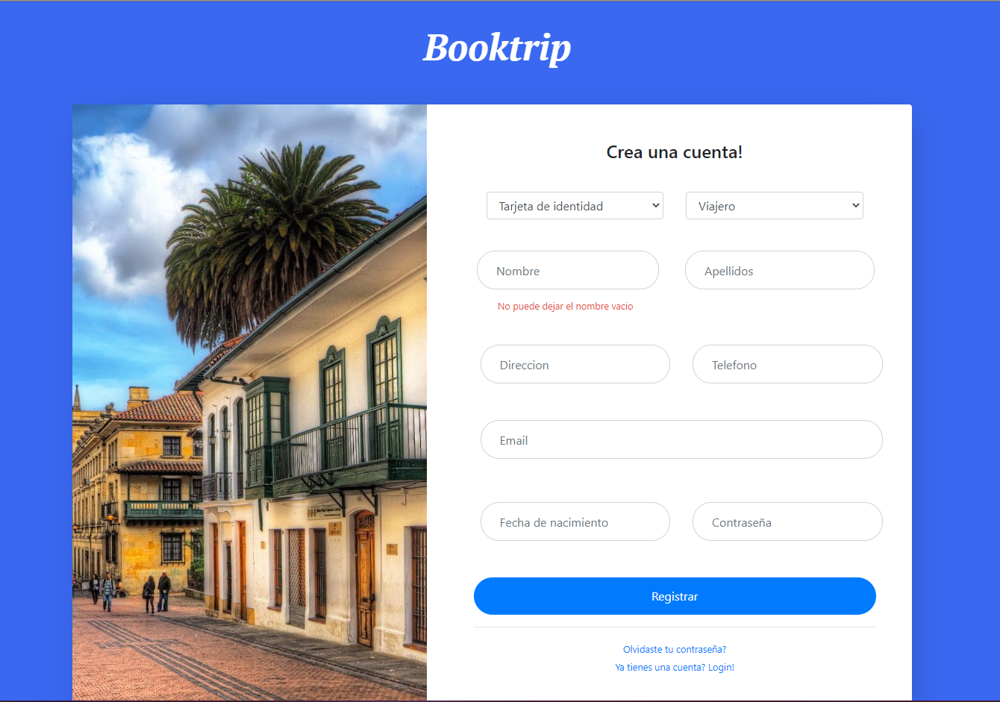 Booktrip
Crea una cuenta!
Tarjeta de identidad
Viajero
Nombre
Apellidos
No puede dejar el nombre vacio
Direccion
Telefono
Email
Fecha de nacimiento
Contraseña
Registrar
Olvidaste tu contraseña?
Ya tienes una cuenta? Login!